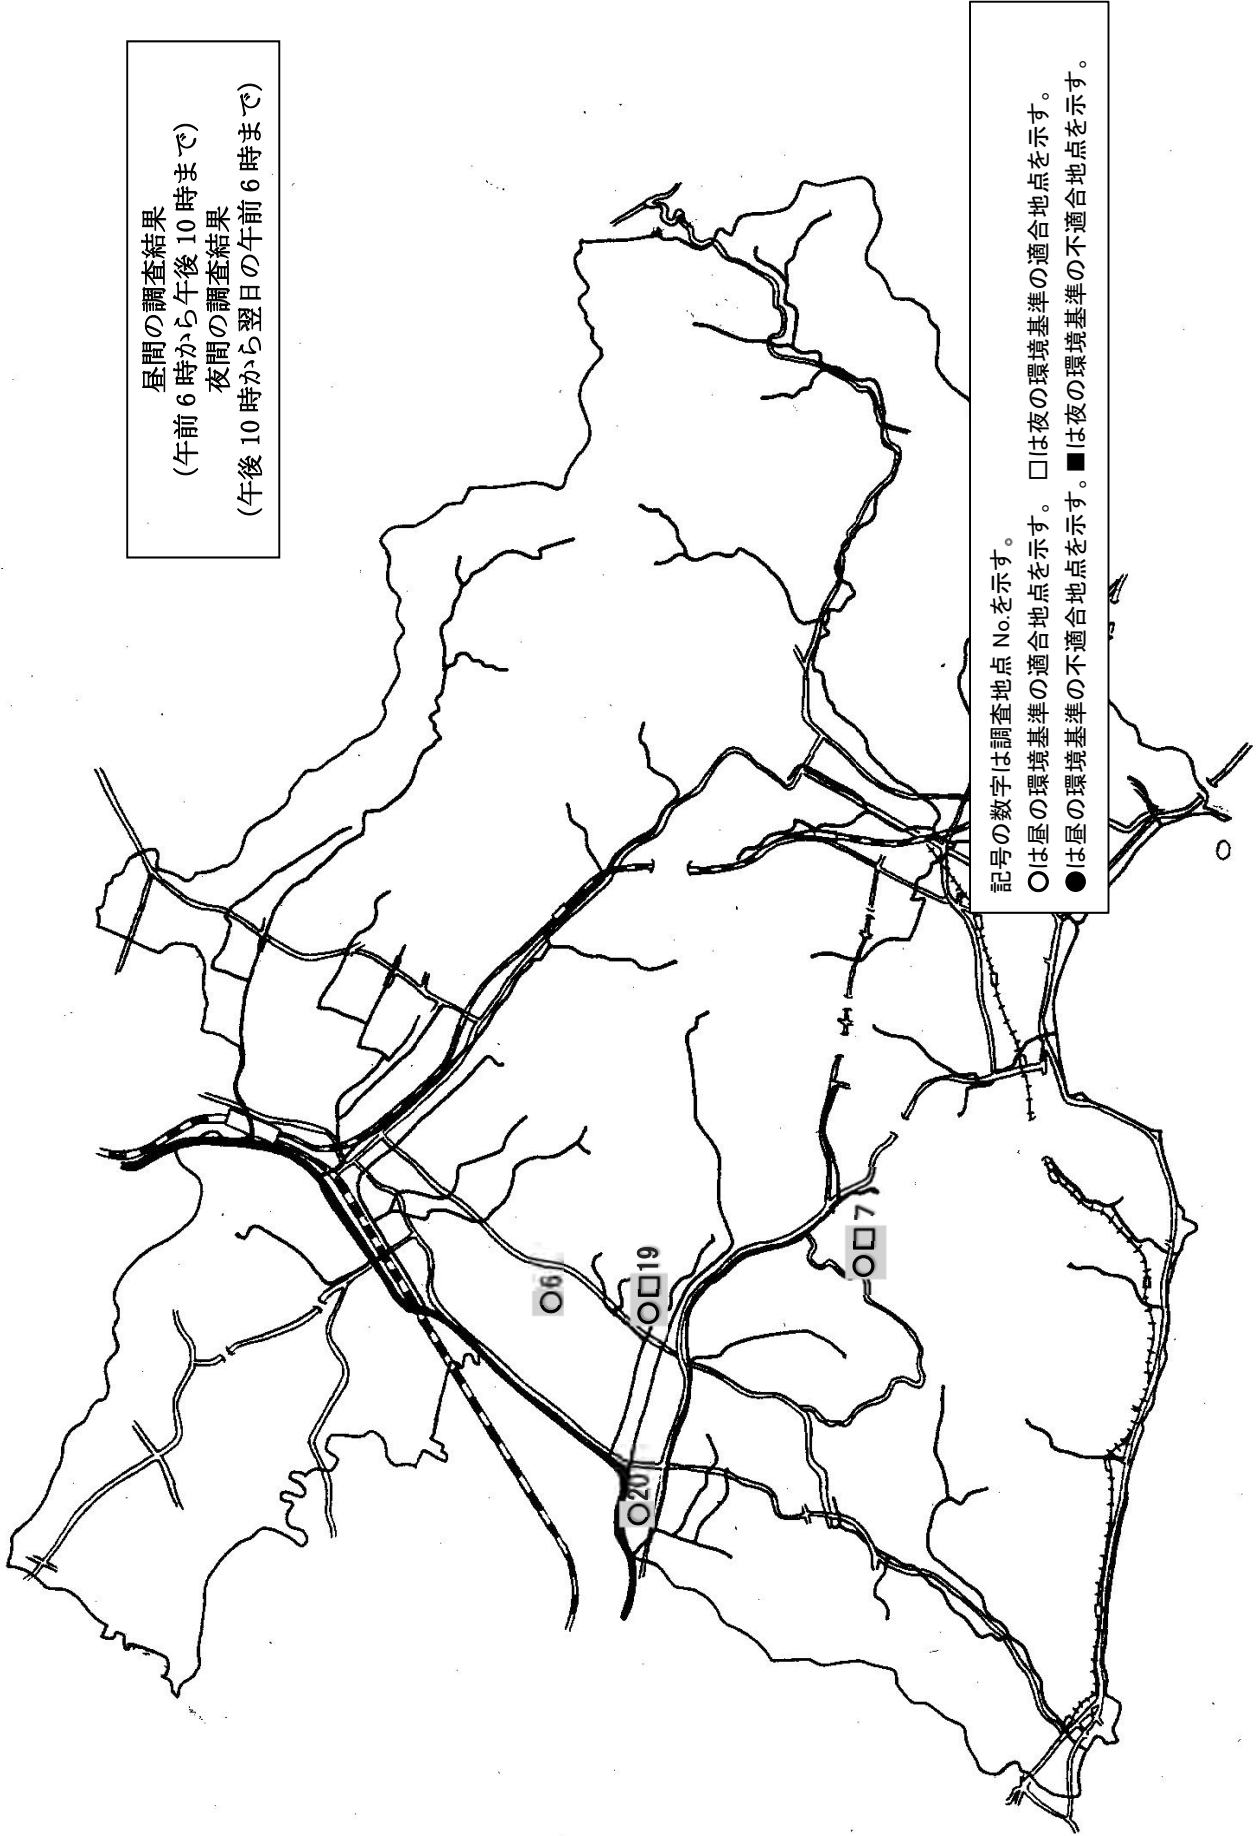 昼間の調査結果
(午前6時から午後10時まで)
夜間の調査結果
(午後10時から翌日の午前6時まで)
○6
○□19
○□7
○20
記号の数字は調査地点 No.を示す。
○は昼の環境基準の適合地点を示す。 □は夜の環境基準の適合地点を示す。
●は昼の環境基準の不適合地点を示す。■は夜の環境基準の不適合地点を示す。